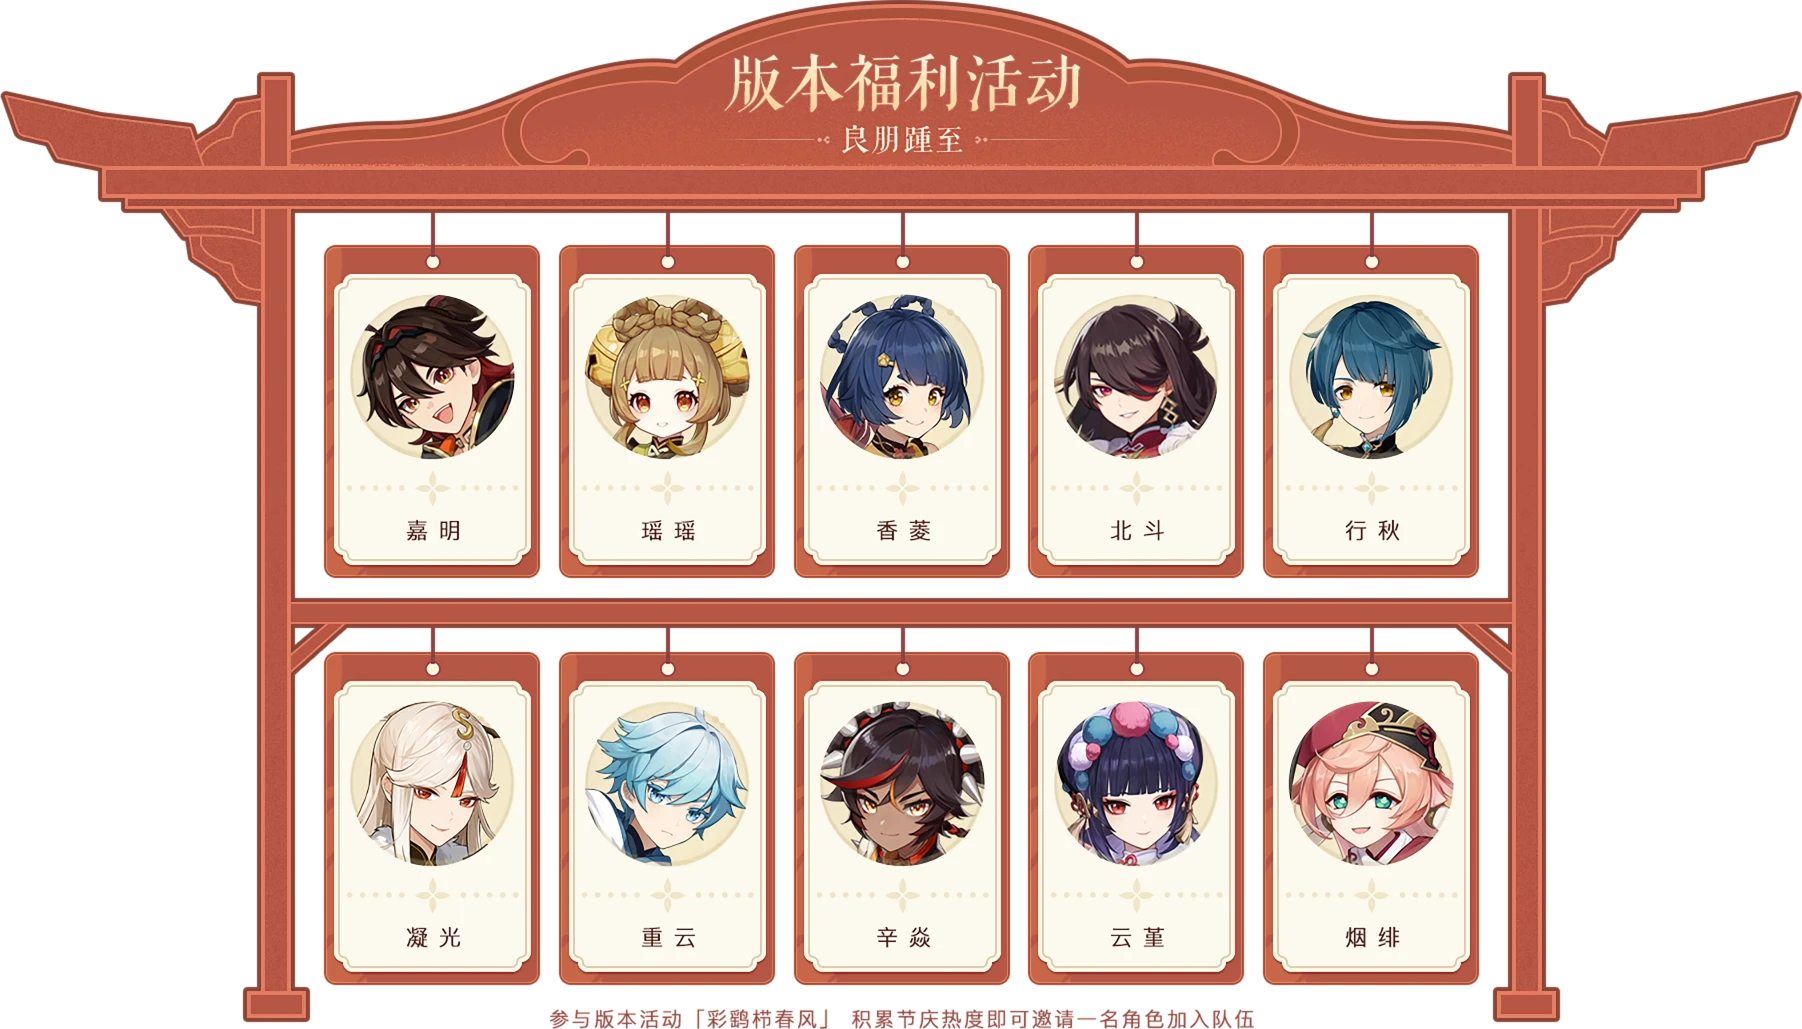 版本福利活动
良朋踵至
嘉明 瑶瑶 香菱 北斗 行秋
凝光 重云 辛焱 云堇 烟绯
参与版本活动「彩鹞栉春风」 积累节庆热度即可邀请一名角色加入队伍